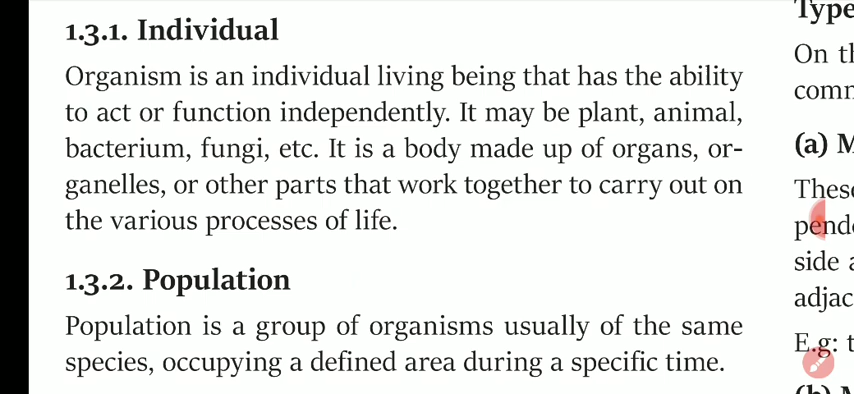 1.3.1. Individual
Organism is an individual living being that has the ability
to act or function independently. It may be plant, animal,
bacterium, fungi, etc. It is a body made up of organs, or-
ganelles, or other parts that work together to carry out on
the various processes of life.
1.3.2. Population
Population is a group of organisms usually of the same
species, occupying a defined area during a specific time.
Type
On th
comm
(a) M
These
pende
side a
adjac
E.g: t